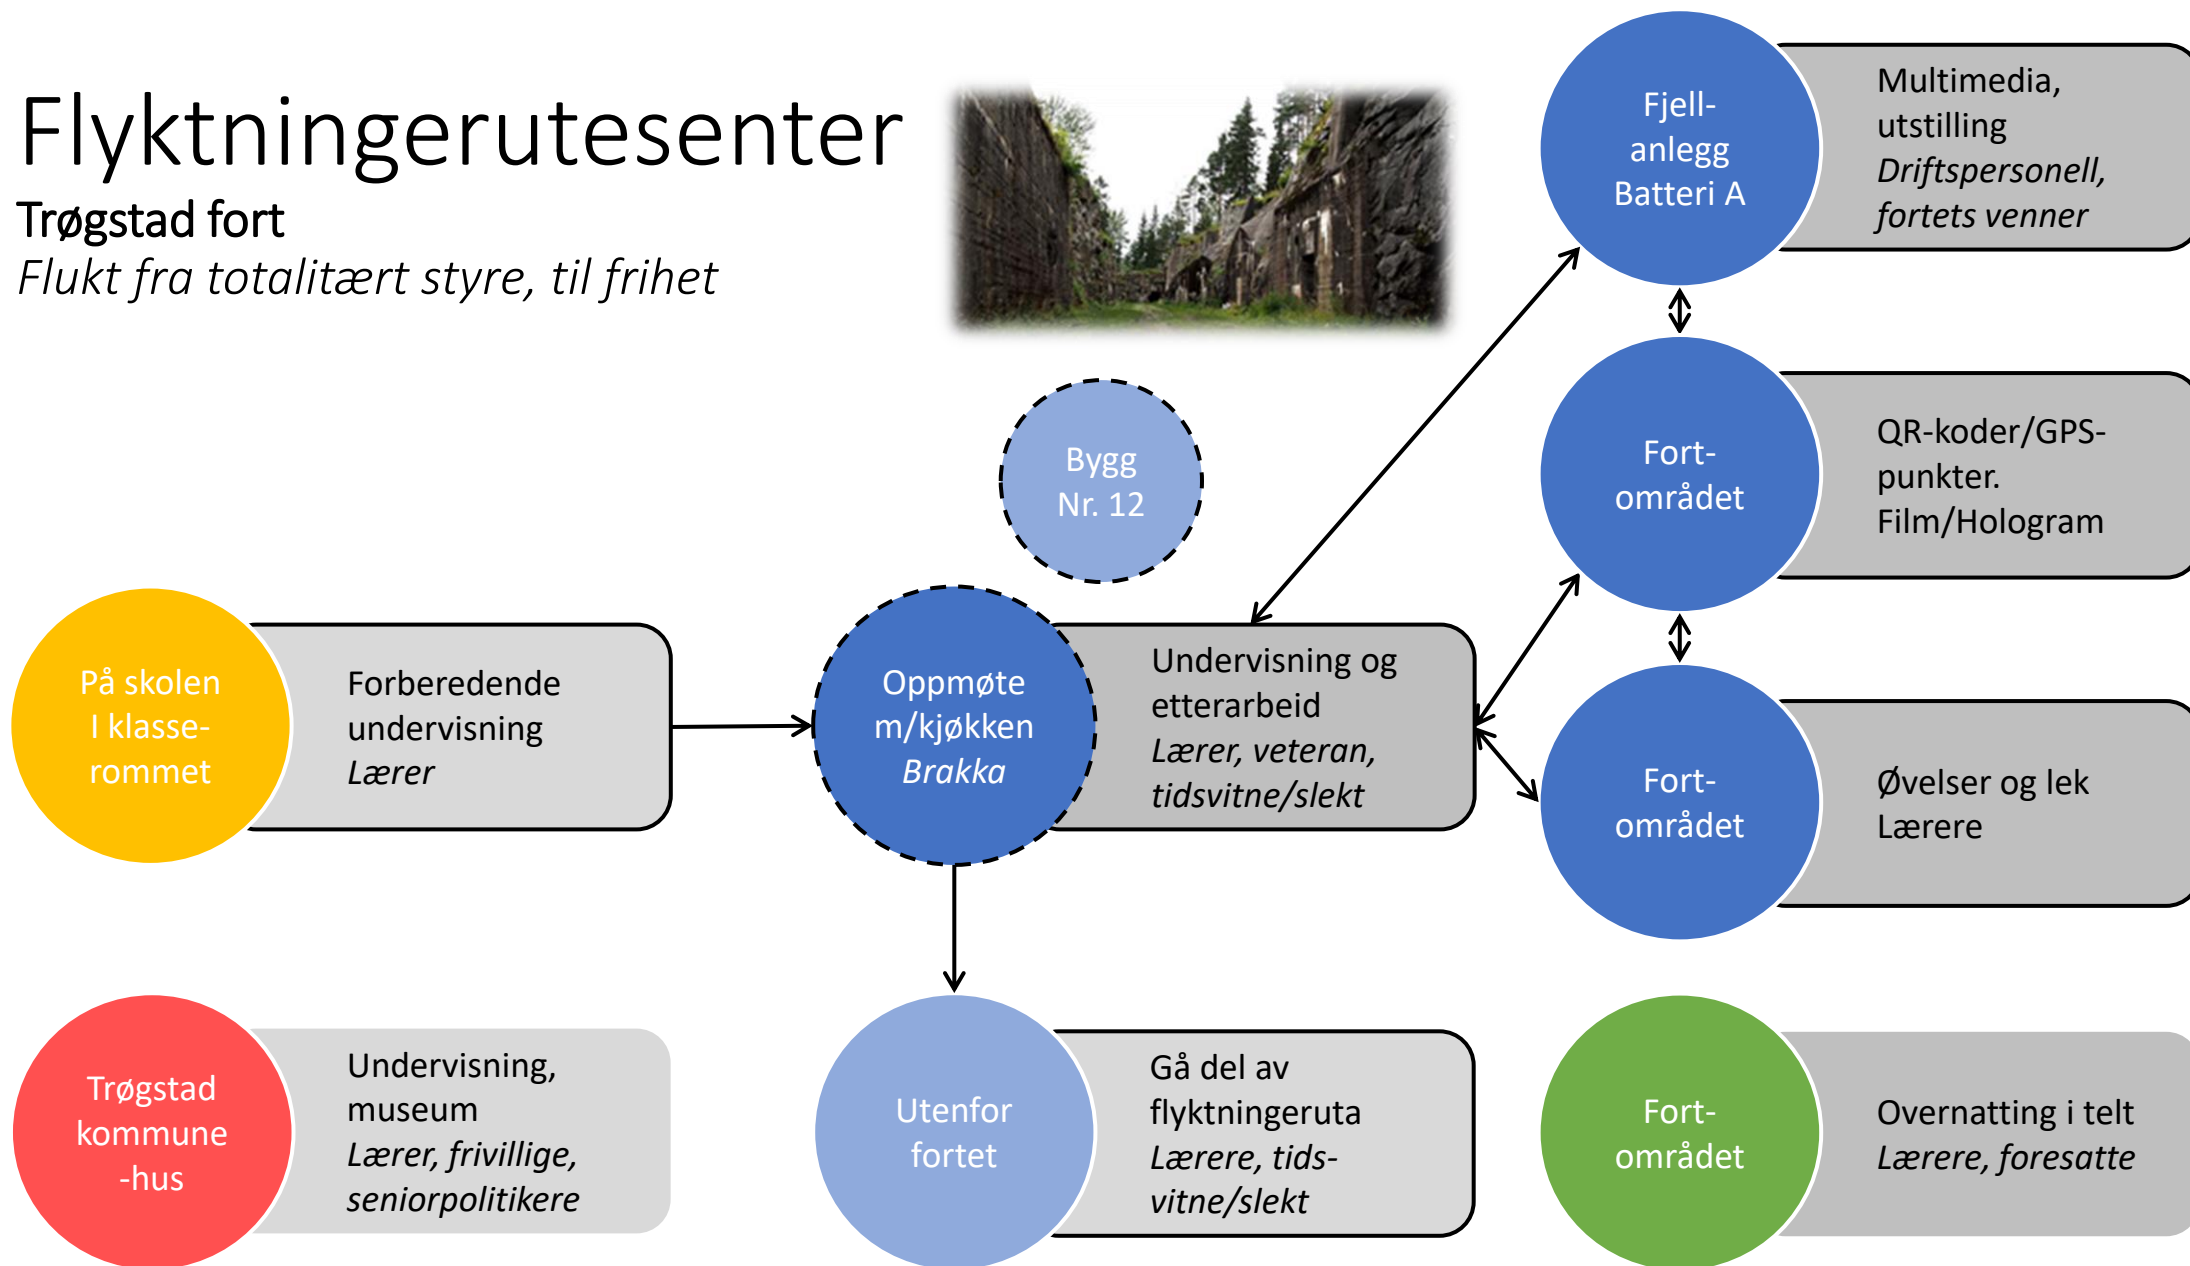 Flyktningerutesenter
Trøgstad fort
Flukt fra totalitært styre, til frihet
Fjell-
anlegg
Batteri A
Multimedia,
utstilling
Driftspersonell,
fortets venner
Bygg
Nr. 12
Fort-
området
QR-koder/GPS-
punkter.
Film/Hologram
På skolen
I klasse-
rommet
Forberedende
undervisning
Lærer
Oppmøte
m/kjøkken
Brakka
Undervisning og
etterarbeid
Lærer, veteran,
tidsvitne/slekt
Fort-
området
Øvelser og lek
Lærere
Trøgstad
kommune
-hus
Undervisning,
museum
Lærer, frivillige,
seniorpolitikere
Utenfor
fortet
Gå del av
flyktningeruta
Lærere, tids-
vitne/slekt
Fort-
området
Overnatting i telt
Lærere, foresatte